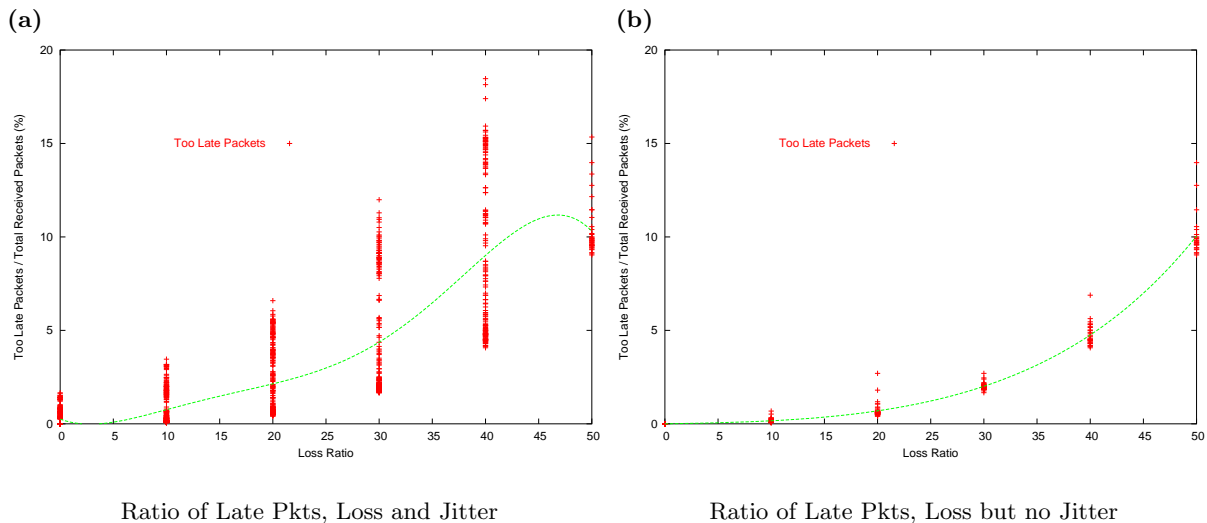 (a)
20
15
10
5
0
Too Late Packets / Total Received Packets (%)
Too Late Packets
0 5 10 15 20 25 30 35 40 45 50
Loss Ratio
Ratio of Late Pkts, Loss and Jitter
(b)
20
15
10
5
0
Too Late Packets / Total Received Packets (%)
Too Late Packets
0 5 10 15 20 25 30 35 40 45 50
Loss Ratio
Ratio of Late Pkts, Loss but no Jitter